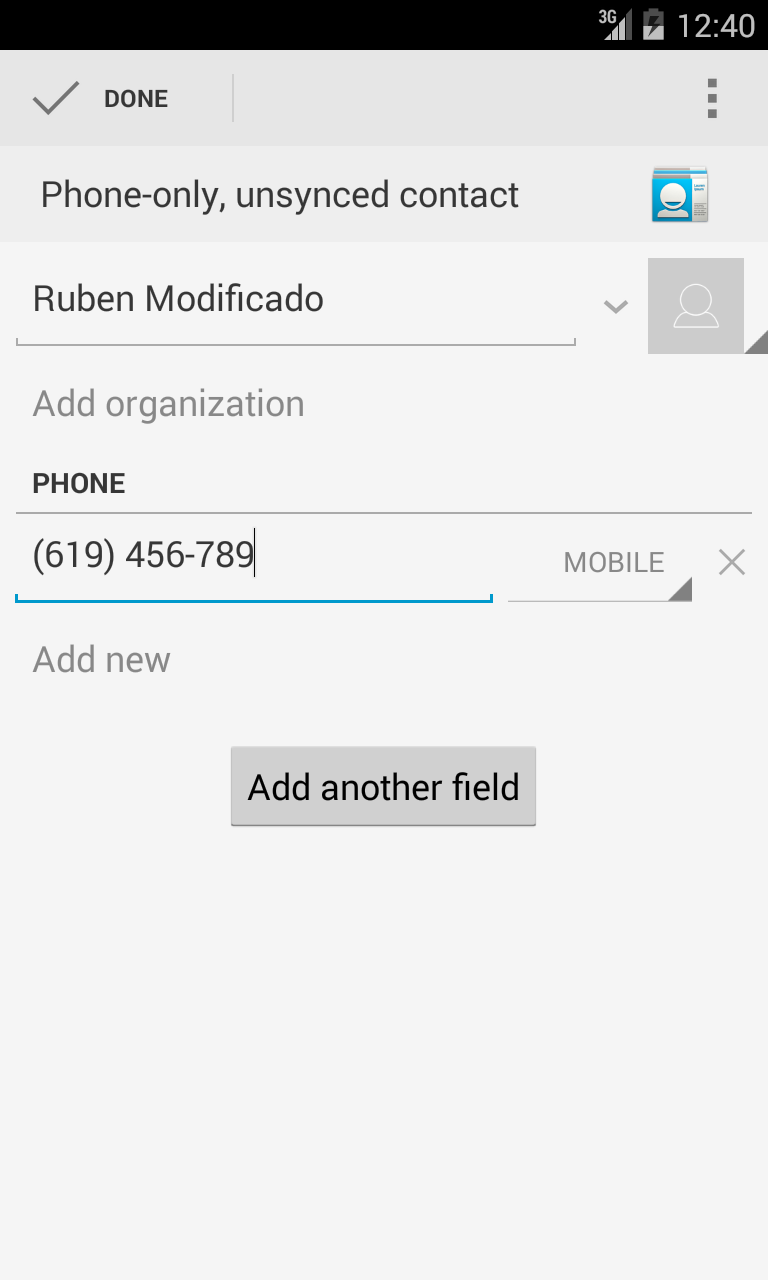 3G 12:40
DONE
Phone-only, unsynced contact
Ruben Modificado
Add organization
PHONE
(619) 456-789
MOBILE
Add new
Add another field